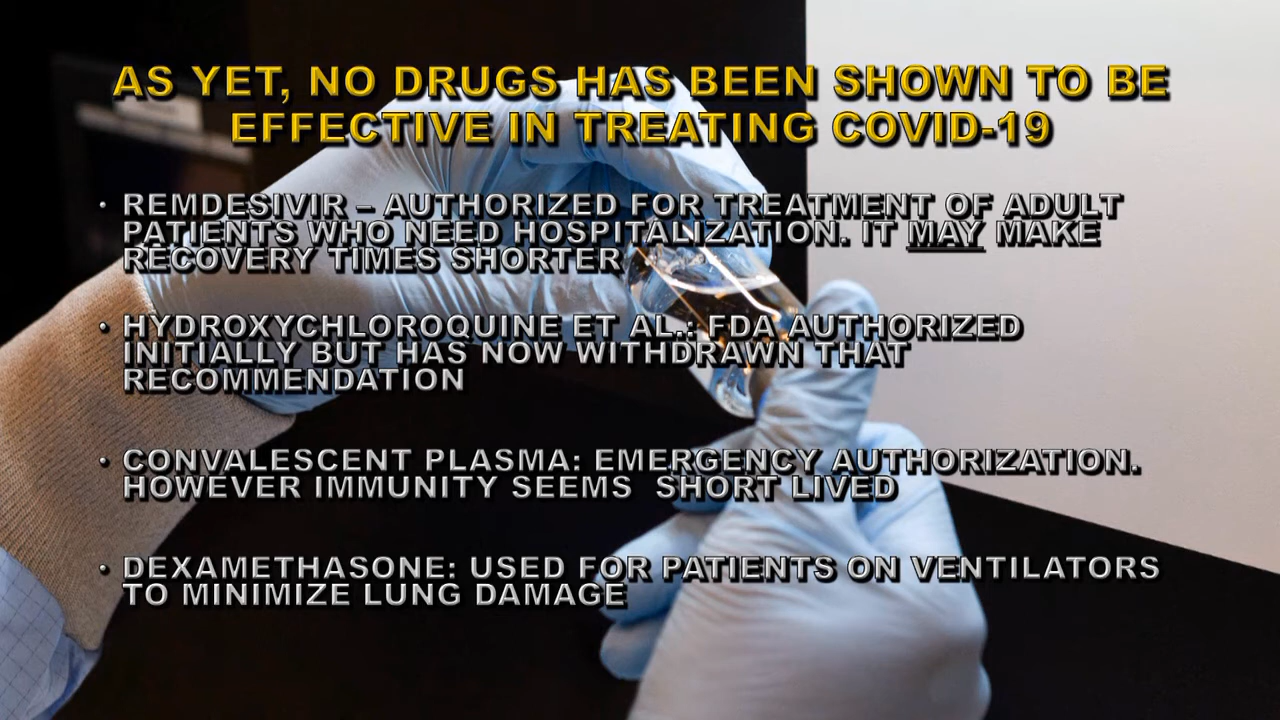 AS YET, NO DRUGS HAS BEEN SHOWN TO BE
EFFECTIVE IN TREATING COVID-19
• REMDESIVIR – AUTHORIZED FOR TREATMENT OF ADULT
PATIENTS WHO NEED HOSPITALIZATION. IT MAY MAKE
RECOVERY TIMES SHORTER
• HYDROXYCHLOROQUINE ET AL.: FDA AUTHORIZED
INITIALLY BUT HAS NOW WITHDRAWN THAT
RECOMMENDATION
• CONVALESCENT PLASMA: EMERGENCY AUTHORIZATION.
HOWEVER IMMUNITY SEEMS  SHORT LIVED
• DEXAMETHASONE: USED FOR PATIENTS ON VENTILATORS
TO MINIMIZE LUNG DAMAGE